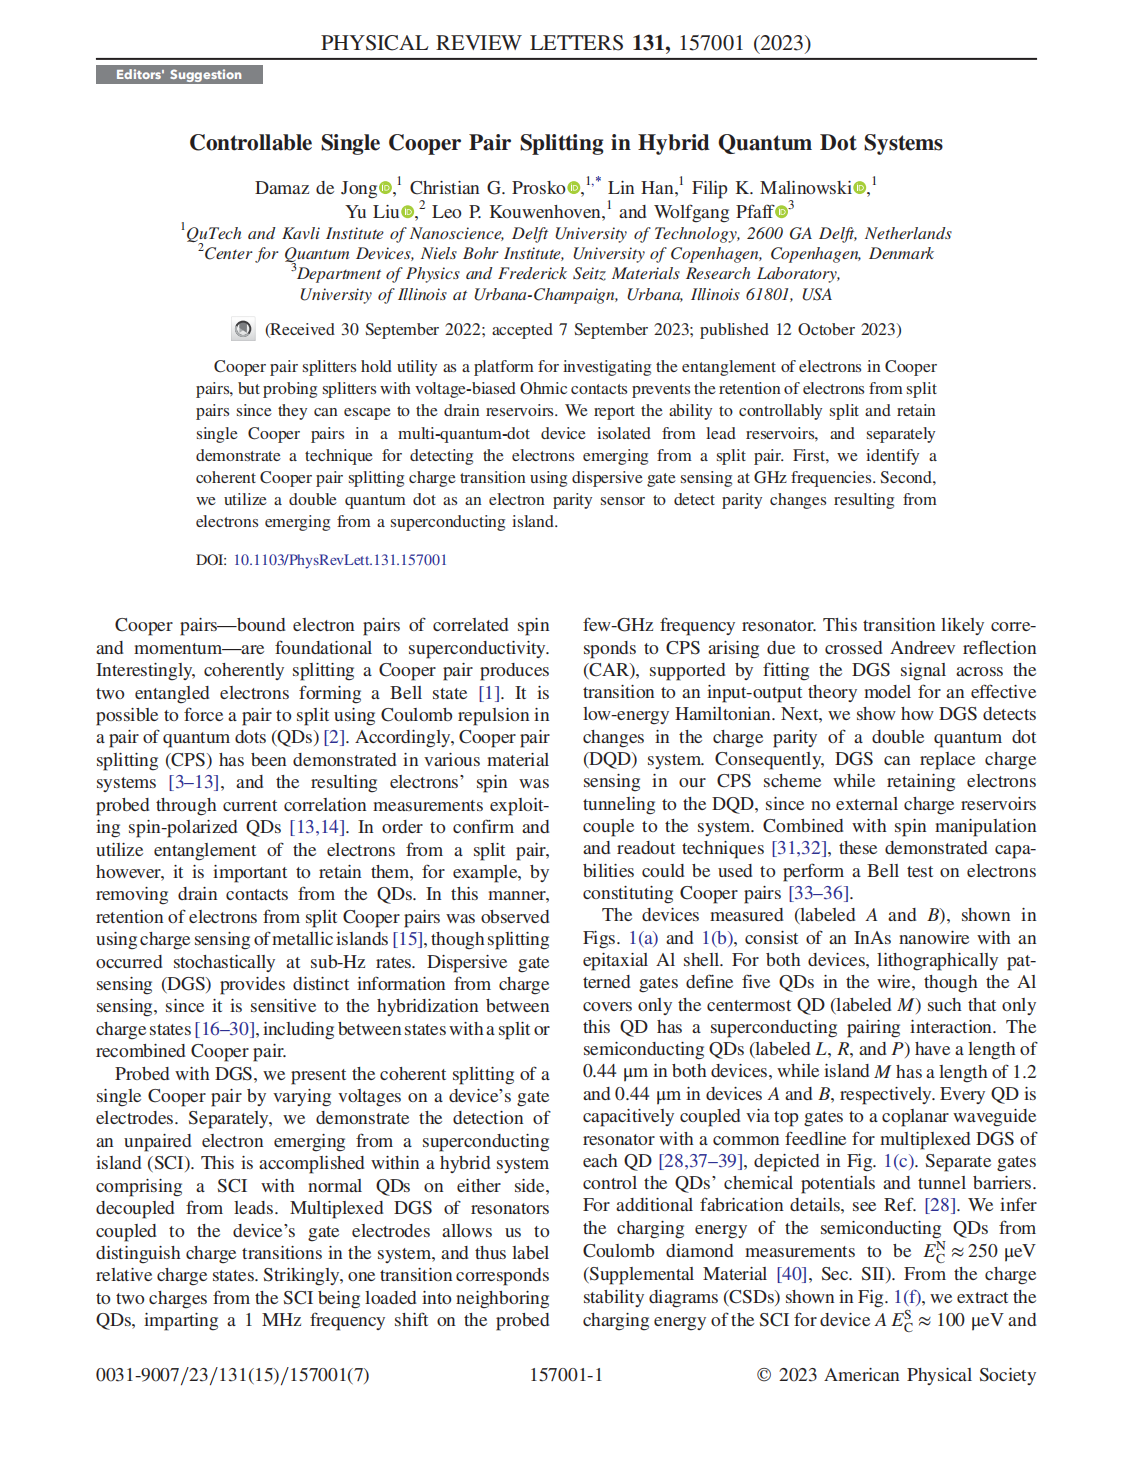 PHYSICAL REVIEW LETTERS 131, 157001 (2023)
Editors' Suggestion
Controllable Single Cooper Pair Splitting in Hybrid Quantum Dot Systems
Damaz de Jong,1 Christian G. Prosko,1,* Lin Han,1 Filip K. Malinowski,1
Yu Liu,2 Leo P. Kouwenhoven,1 and Wolfgang Pfaff3
1QuTech and Kavli Institute of Nanoscience, Delft University of Technology, 2600 GA Delft, Netherlands
2Center for Quantum Devices, Niels Bohr Institute, University of Copenhagen, Copenhagen, Denmark
3Department of Physics and Frederick Seitz Materials Research Laboratory,
University of Illinois at Urbana-Champaign, Urbana, Illinois 61801, USA
(Received 30 September 2022; accepted 7 September 2023; published 12 October 2023)
Cooper pair splitters hold utility as a platform for investigating the entanglement of electrons in Cooper
pairs, but probing splitters with voltage-biased Ohmic contacts prevents the retention of electrons from split
pairs since they can escape to the drain reservoirs. We report the ability to controllably split and retain
single Cooper pairs in a multi-quantum-dot device isolated from lead reservoirs, and separately
demonstrate a technique for detecting the electrons emerging from a split pair. First, we identify a
coherent Cooper pair splitting charge transition using dispersive gate sensing at GHz frequencies. Second,
we utilize a double quantum dot as an electron parity sensor to detect parity changes resulting from
electrons emerging from a superconducting island.
DOI: 10.1103/PhysRevLett.131.157001
Cooper pairs—bound electron pairs of correlated spin
and momentum—are foundational to superconductivity.
Interestingly, coherently splitting a Cooper pair produces
two entangled electrons forming a Bell state [1]. It is
possible to force a pair to split using Coulomb repulsion in
a pair of quantum dots (QDs) [2]. Accordingly, Cooper pair
splitting (CPS) has been demonstrated in various material
systems [3–13], and the resulting electrons' spin was
probed through current correlation measurements exploit-
ing spin-polarized QDs [13,14]. In order to confirm and
utilize entanglement of the electrons from a split pair,
however, it is important to retain them, for example, by
removing drain contacts from the QDs. In this manner,
retention of electrons from split Cooper pairs was observed
using charge sensing of metallic islands [15], though splitting
occurred stochastically at sub-Hz rates. Dispersive gate
sensing (DGS) provides distinct information from charge
sensing, since it is sensitive to the hybridization between
charge states [16–30], including between states with a split or
recombined Cooper pair.
Probed with DGS, we present the coherent splitting of a
single Cooper pair by varying voltages on a device's gate
electrodes. Separately, we demonstrate the detection of
an unpaired electron emerging from a superconducting
island (SCI). This is accomplished within a hybrid system
comprising a SCI with normal QDs on either side,
decoupled from leads. Multiplexed DGS of resonators
coupled to the device's gate electrodes allows us to
distinguish charge transitions in the system, and thus label
relative charge states. Strikingly, one transition corresponds
to two charges from the SCI being loaded into neighboring
QDs, imparting a 1 MHz frequency shift on the probed
few-GHz frequency resonator. This transition likely corre-
sponds to CPS arising due to crossed Andreev reflection
(CAR), supported by fitting the DGS signal across the
transition to an input-output theory model for an effective
low-energy Hamiltonian. Next, we show how DGS detects
changes in the charge parity of a double quantum dot
(DQD) system. Consequently, DGS can replace charge
sensing in our CPS scheme while retaining electrons
tunneling to the DQD, since no external charge reservoirs
couple to the system. Combined with spin manipulation
and readout techniques [31,32], these demonstrated capa-
bilities could be used to perform a Bell test on electrons
constituting Cooper pairs [33–36].
The devices measured (labeled A and B), shown in
Figs. 1(a) and 1(b), consist of an InAs nanowire with an
epitaxial Al shell. For both devices, lithographically pat-
terned gates define five QDs in the wire, though the Al
covers only the centermost QD (labeled M) such that only
this QD has a superconducting pairing interaction. The
semiconducting QDs (labeled L, R, and P) have a length of
0.44 μm in both devices, while island M has a length of 1.2
and 0.44 μm in devices A and B, respectively. Every QD is
capacitively coupled via top gates to a coplanar waveguide
resonator with a common feedline for multiplexed DGS of
each QD [28,37–39], depicted in Fig. 1(c). Separate gates
control the QDs' chemical potentials and tunnel barriers.
For additional fabrication details, see Ref. [28]. We infer
the charging energy of the semiconducting QDs from
Coulomb diamond measurements to be E_C^N ≈ 250 μeV
(Supplemental Material [40], Sec. SII). From the charge
stability diagrams (CSDs) shown in Fig. 1(f), we extract the
charging energy of the SCI for device A E_C^S ≈ 100 μeV and
0031-9007/23/131(15)/157001(7)
157001-1
© 2023 American Physical Society